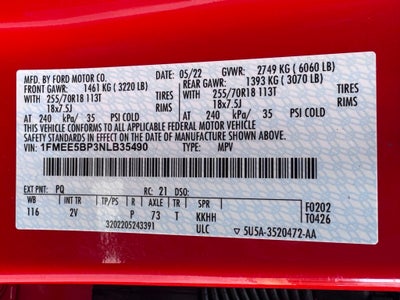 MFD. BY FORD MOTOR CO. 05/22 GVWR: 2749 KG ( 6060 LB)
FRONT GAWR: 1461 KG ( 3220 LB) REAR GAWR: 1393 KG ( 3070 LB)
255/70R18 113T TIRES 255/70R18 113T TIRES
18x7.5J RIMS 18x7.5J RIMS
AT 240 kPa/ 35 PSI COLD AT 240 kPa/ 35 PSI COLD
THIS VEHICLE CONFORMS TO ALL APPLICABLE FEDERAL MOTOR VEHICLE SAFETY AND THEFT PREVENTION STANDARDS IN EFFECT ON THE DATE OF MANUFACTURE SHOWN ABOVE.
VIN: 1FMEE5BP3NLB35490 TYPE: MPV
EXT PNT: PQ RC: 21 DSO: F0202
WB INT TR TP/PS R AXLE TR SPR T0426
116 2V P 73 T KKHH
3202205243391 ULC 5U5A-3520472-AA